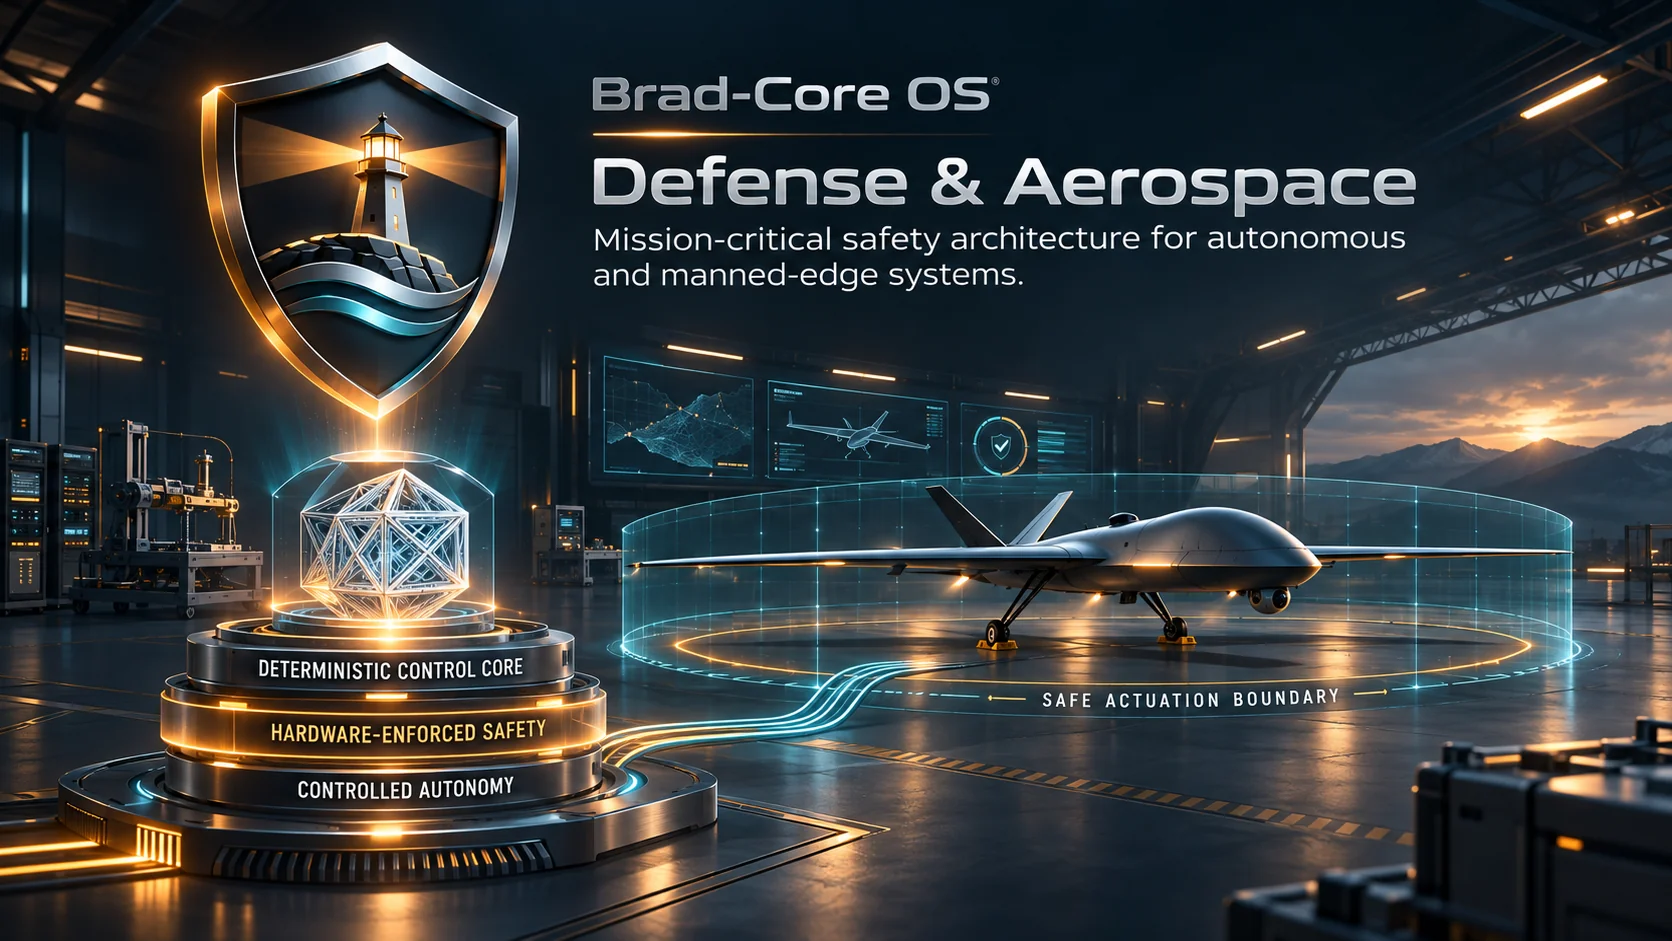 Brad-Core OS®
Defense & Aerospace
Mission-critical safety architecture for autonomous
and manned-edge systems.
DETERMINISTIC CONTROL CORE
HARDWARE-ENFORCED SAFETY
CONTROLLED AUTONOMY
SAFE ACTUATION BOUNDARY